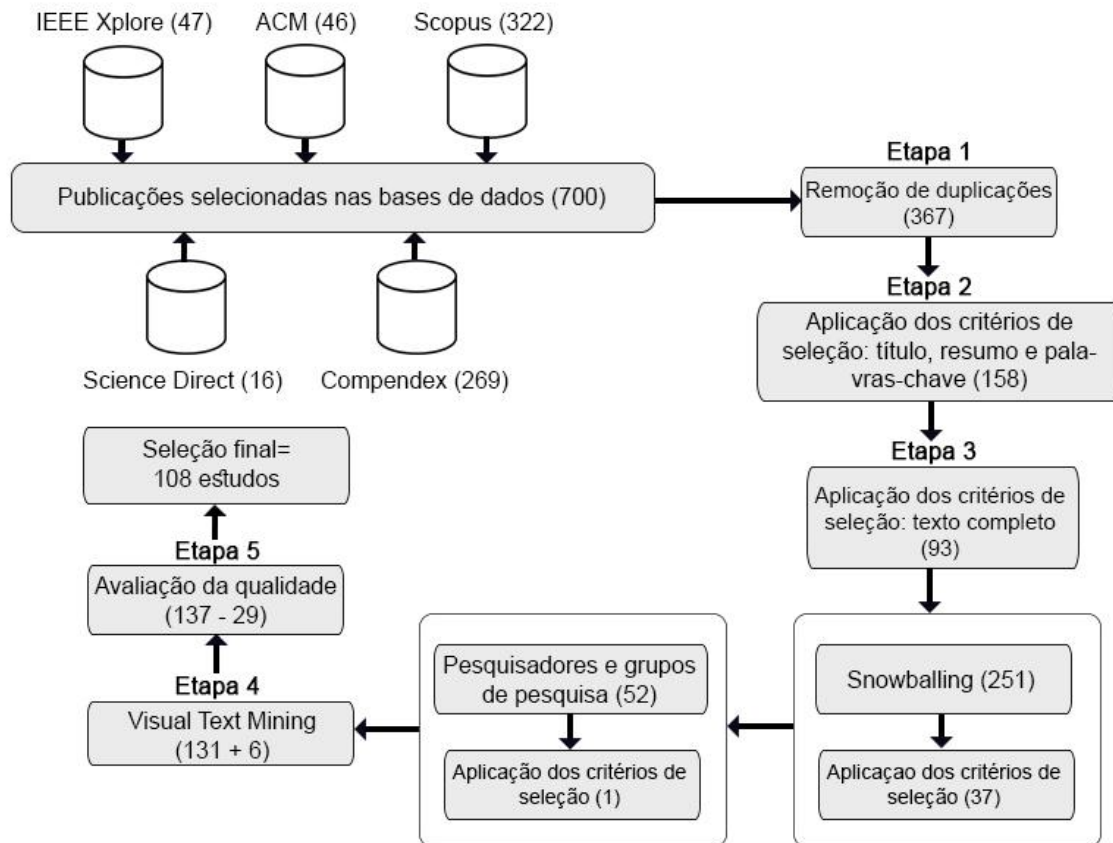 IEEE Xplore (47)
ACM (46)
Scopus (322)
Publicações selecionadas nas bases de dados (700)
Science Direct (16)
Compendex (269)
Etapa 1
Remoção de duplicações
(367)
Etapa 2
Aplicação dos critérios de
seleção: título, resumo e pala-
vras-chave (158)
Etapa 3
Aplicação dos critérios de
seleção: texto completo
(93)
Snowballing (251)
Aplicaçao dos critérios de
seleção (37)
Pesquisadores e grupos
de pesquisa (52)
Aplicação dos critérios de
seleção (1)
Etapa 4
Visual Text Mining
(131 + 6)
Etapa 5
Avaliação da qualidade
(137 - 29)
Seleção final=
108 estudos